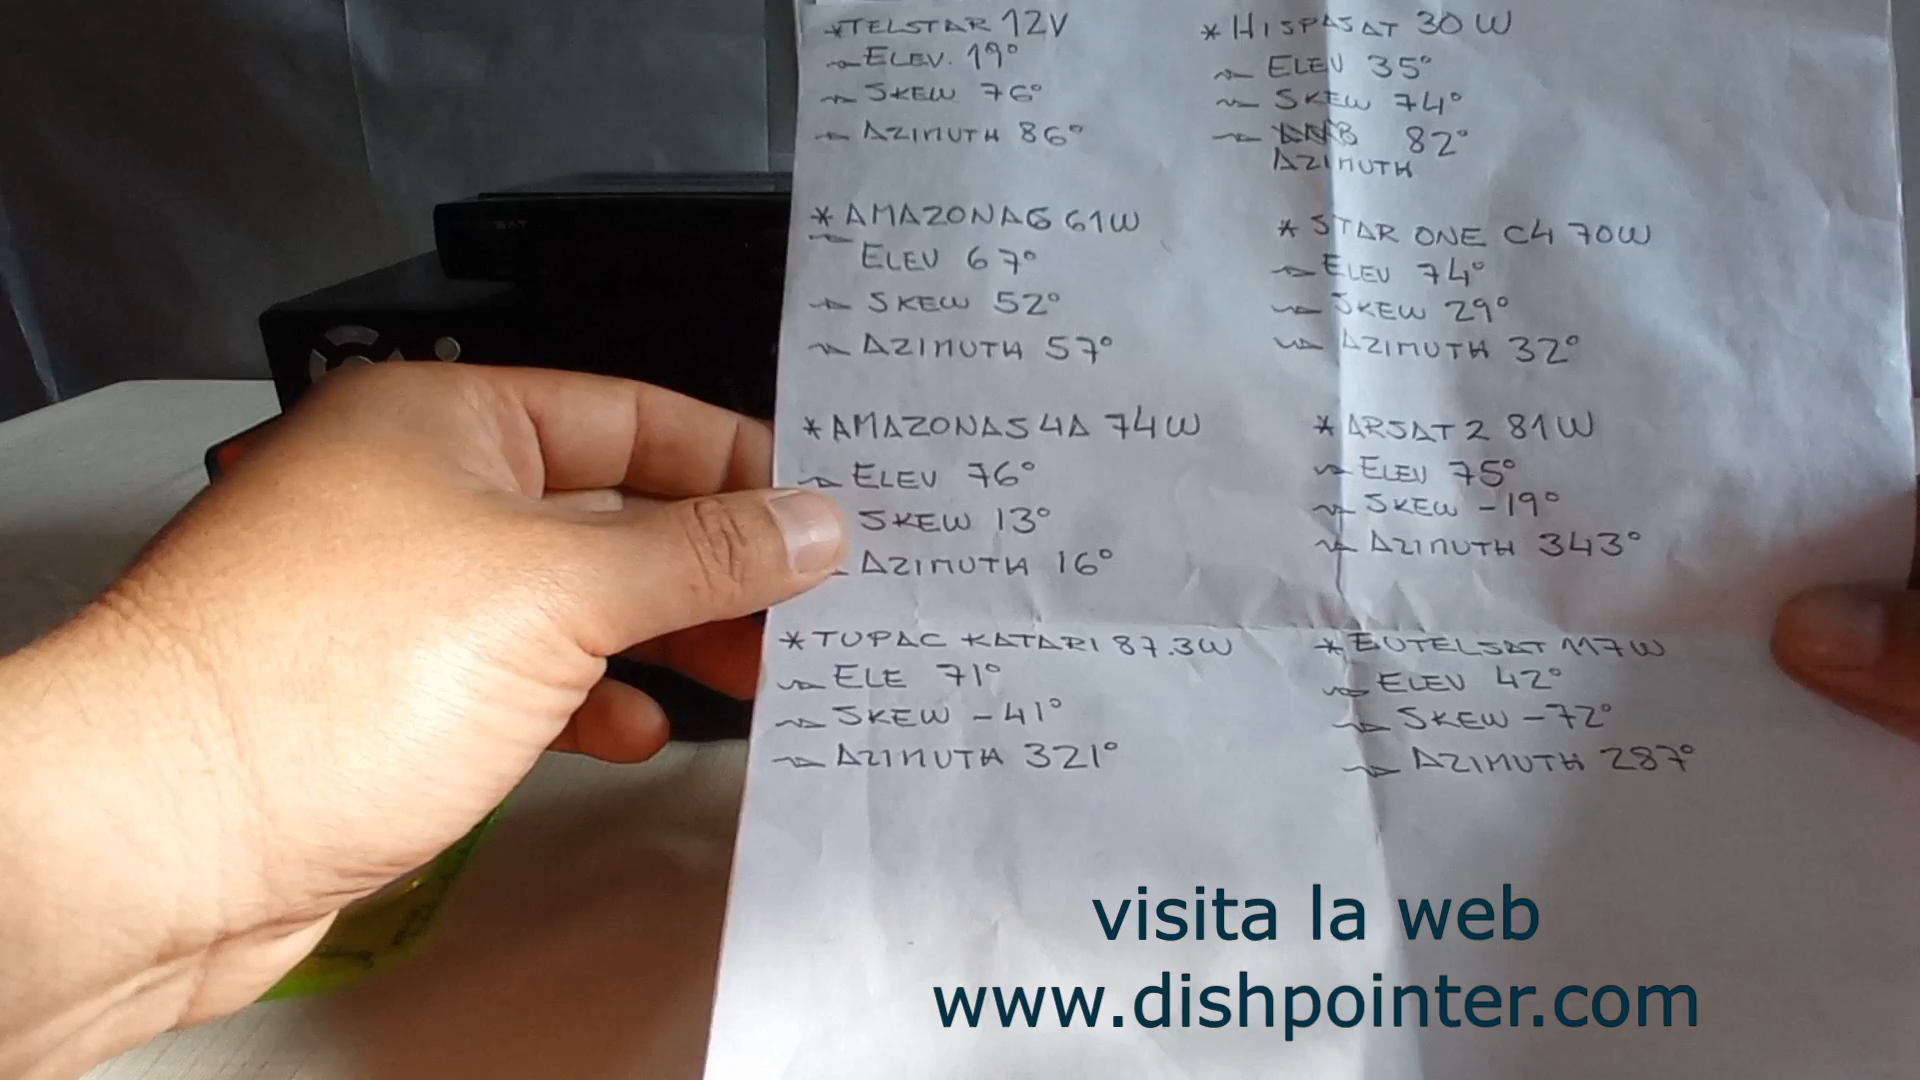 *TELSTAR 12V
ELEV. 19°
SKEW 76°
AZIMUTH 86°
* HISPASAT 30W
ELEV 35°
SKEW 74°
82°
AZIMUTH
* AMAZONAS 61W
ELEV 67°
SKEW 52°
AZIMUTH 57°
* STAR ONE C4 70W
ELEV 74°
SKEW 29°
AZIMUTH 32°
* AMAZONAS 4A 74W
ELEV 76°
SKEW 13°
AZIMUTH 16°
* ARSAT 2 81W
ELEV 75°
SKEW -19°
AZIMUTH 343°
* TUPAC KATARI 87.3W
ELE 71°
SKEW -41°
AZIMUTH 321°
* EUTELSAT 117W
ELEV 42°
SKEW -72°
AZIMUTH 287°
visita la web
www.dishpointer.com